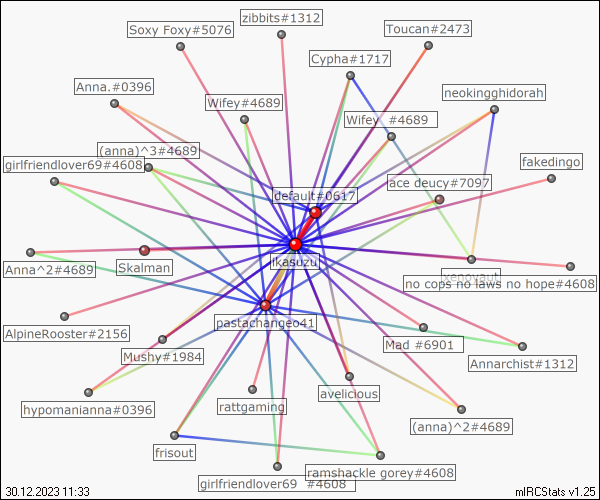 zibbits#1312
Soxy Foxy#5076
Toucan#2473
Cypha#1717
Anna.#0396
neokingghidorah
Wifey#4689
Wifey #4689
(anna)^3#4689
girlfriendlover69#4608
fakedingo
ace deucy#7097
default#0617
Ikasuzu
Anna^2#4689
Skalman
xenovaut
no cops no laws no hope#4608
pastachangeo41
AlpineRooster#2156
Mad #6901
Mushy#1984
Annarchist#1312
avelicious
hypomanianna#0396
rattgaming
(anna)^2#4689
frisout
ramshackle gorey#4608
girlfriendlover69 #4608
30.12.2023 11:33
mIRCStats v1.25